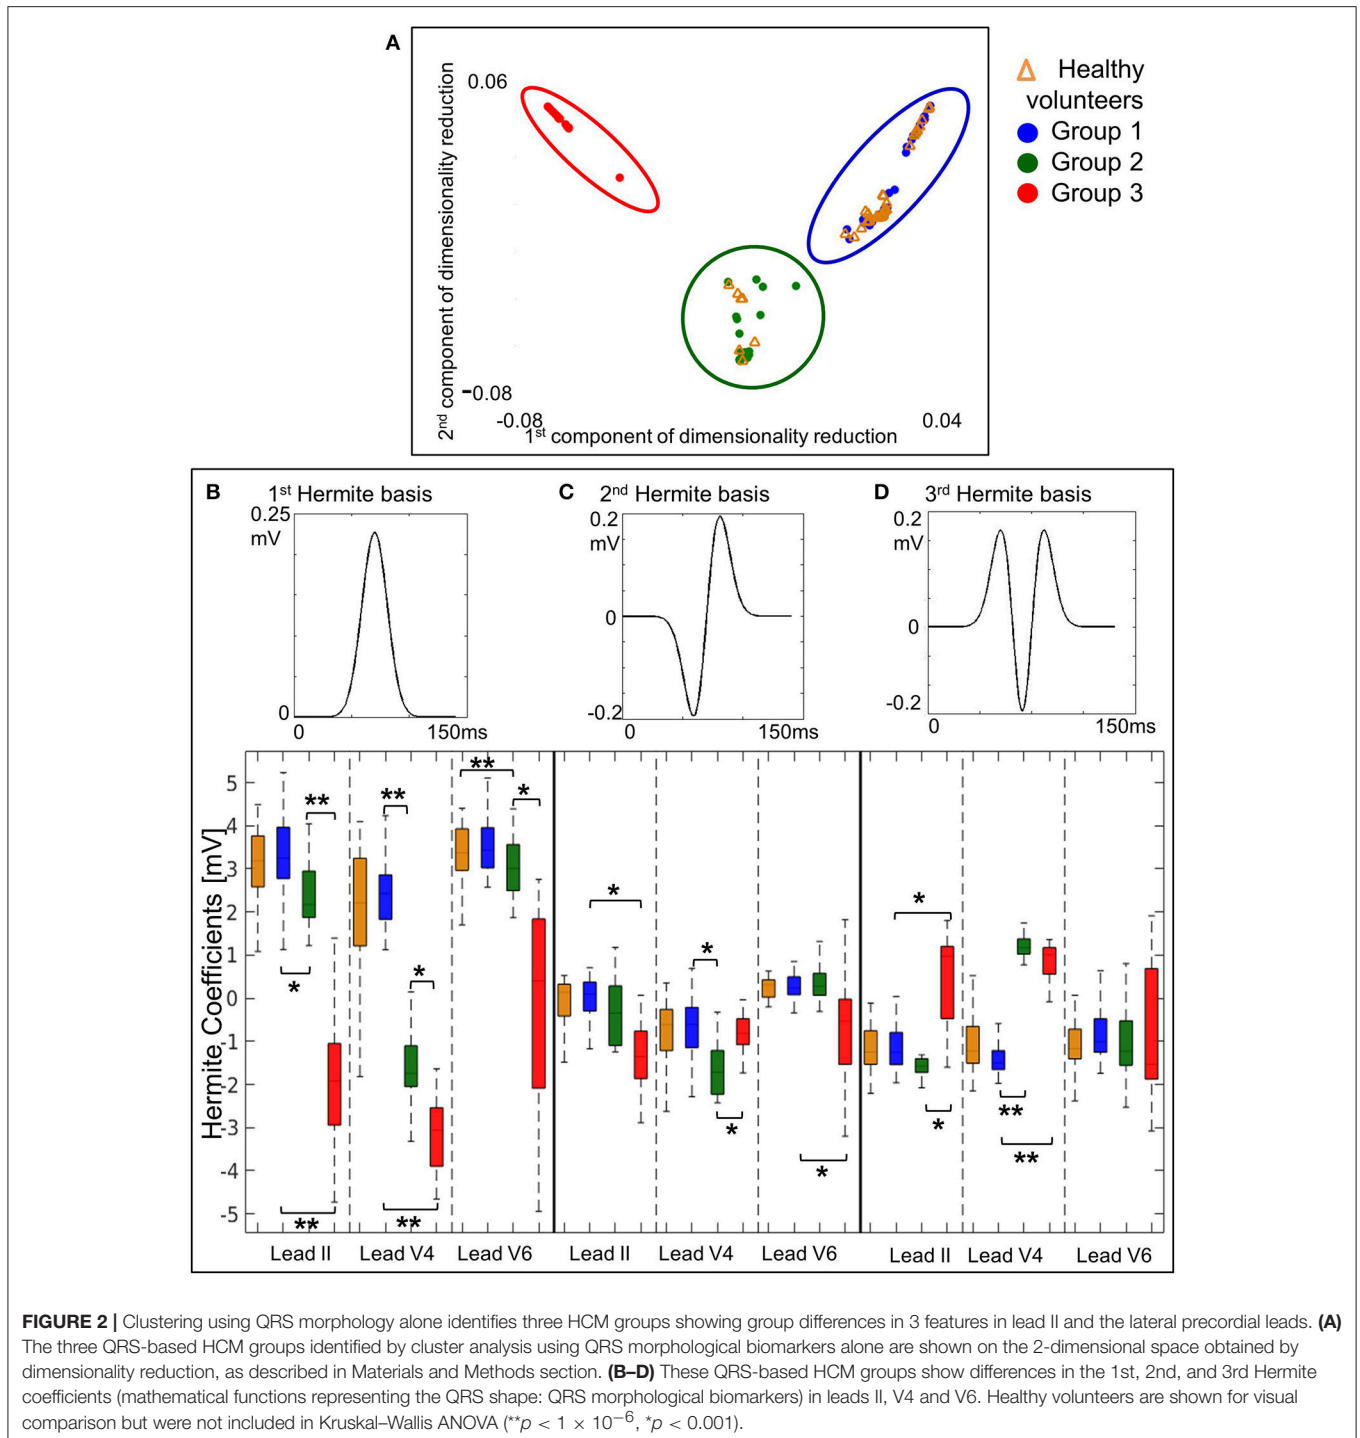 A
2nd component of dimensionality reduction
0.06
-0.08
-0.08
0.04
1st component of dimensionality reduction
Healthy
volunteers
Group 1
Group 2
Group 3
B
1st Hermite basis
0.25
mV
0
0
150ms
C
2nd Hermite basis
0.2
mV
0
-0.2
0
150ms
D
3rd Hermite basis
0.2
mV
0
-0.2
0
150ms
Hermite Coefficients [mV]
5
4
3
2
1
0
-1
-2
-3
-4
-5
** * ** ** * ** ** *
* * * *
* * ** **
Lead II
Lead V4
Lead V6
Lead II
Lead V4
Lead V6
Lead II
Lead V4
Lead V6
FIGURE 2 | Clustering using QRS morphology alone identifies three HCM groups showing group differences in 3 features in lead II and the lateral precordial leads. (A)
The three QRS-based HCM groups identified by cluster analysis using QRS morphological biomarkers alone are shown on the 2-dimensional space obtained by
dimensionality reduction, as described in Materials and Methods section. (B–D) These QRS-based HCM groups show differences in the 1st, 2nd, and 3rd Hermite
coefficients (mathematical functions representing the QRS shape: QRS morphological biomarkers) in leads II, V4 and V6. Healthy volunteers are shown for visual
comparison but were not included in Kruskal–Wallis ANOVA (**p < 1 × 10−6, *p < 0.001).